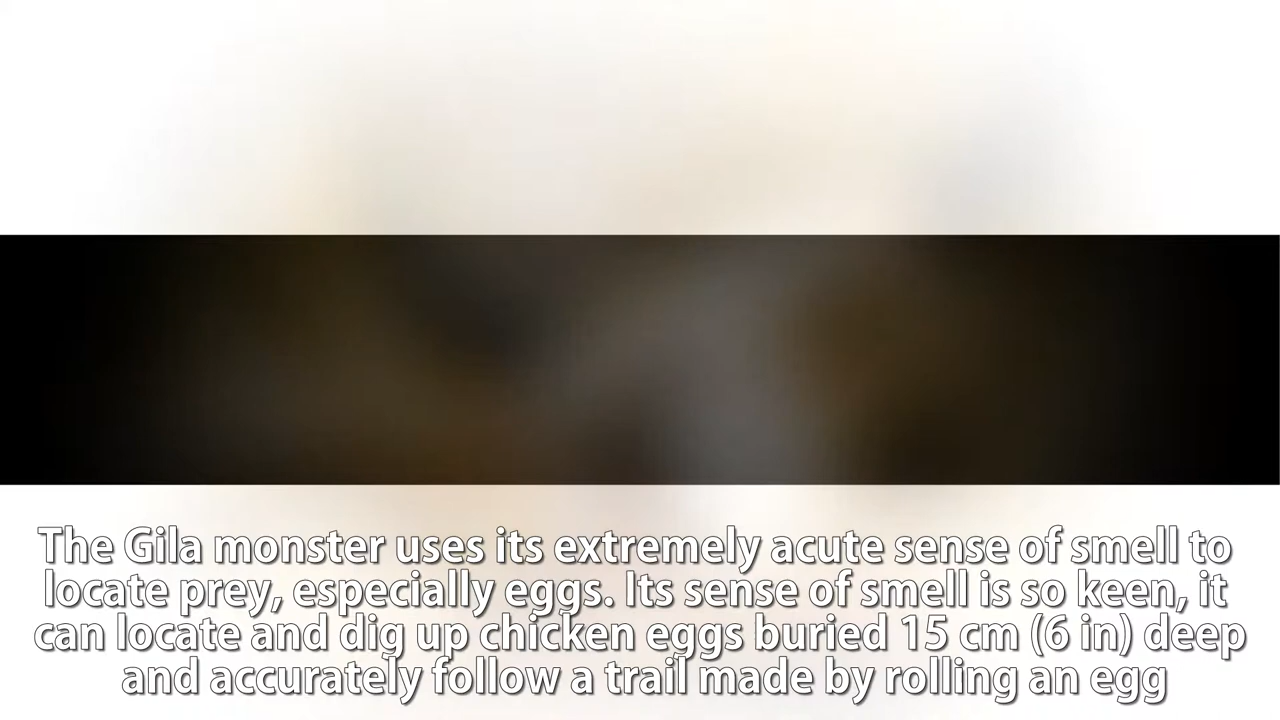 The Gila monster uses its extremely acute sense of smell to
locate prey, especially eggs. Its sense of smell is so keen, it
can locate and dig up chicken eggs buried 15 cm (6 in) deep
and accurately follow a trail made by rolling an egg